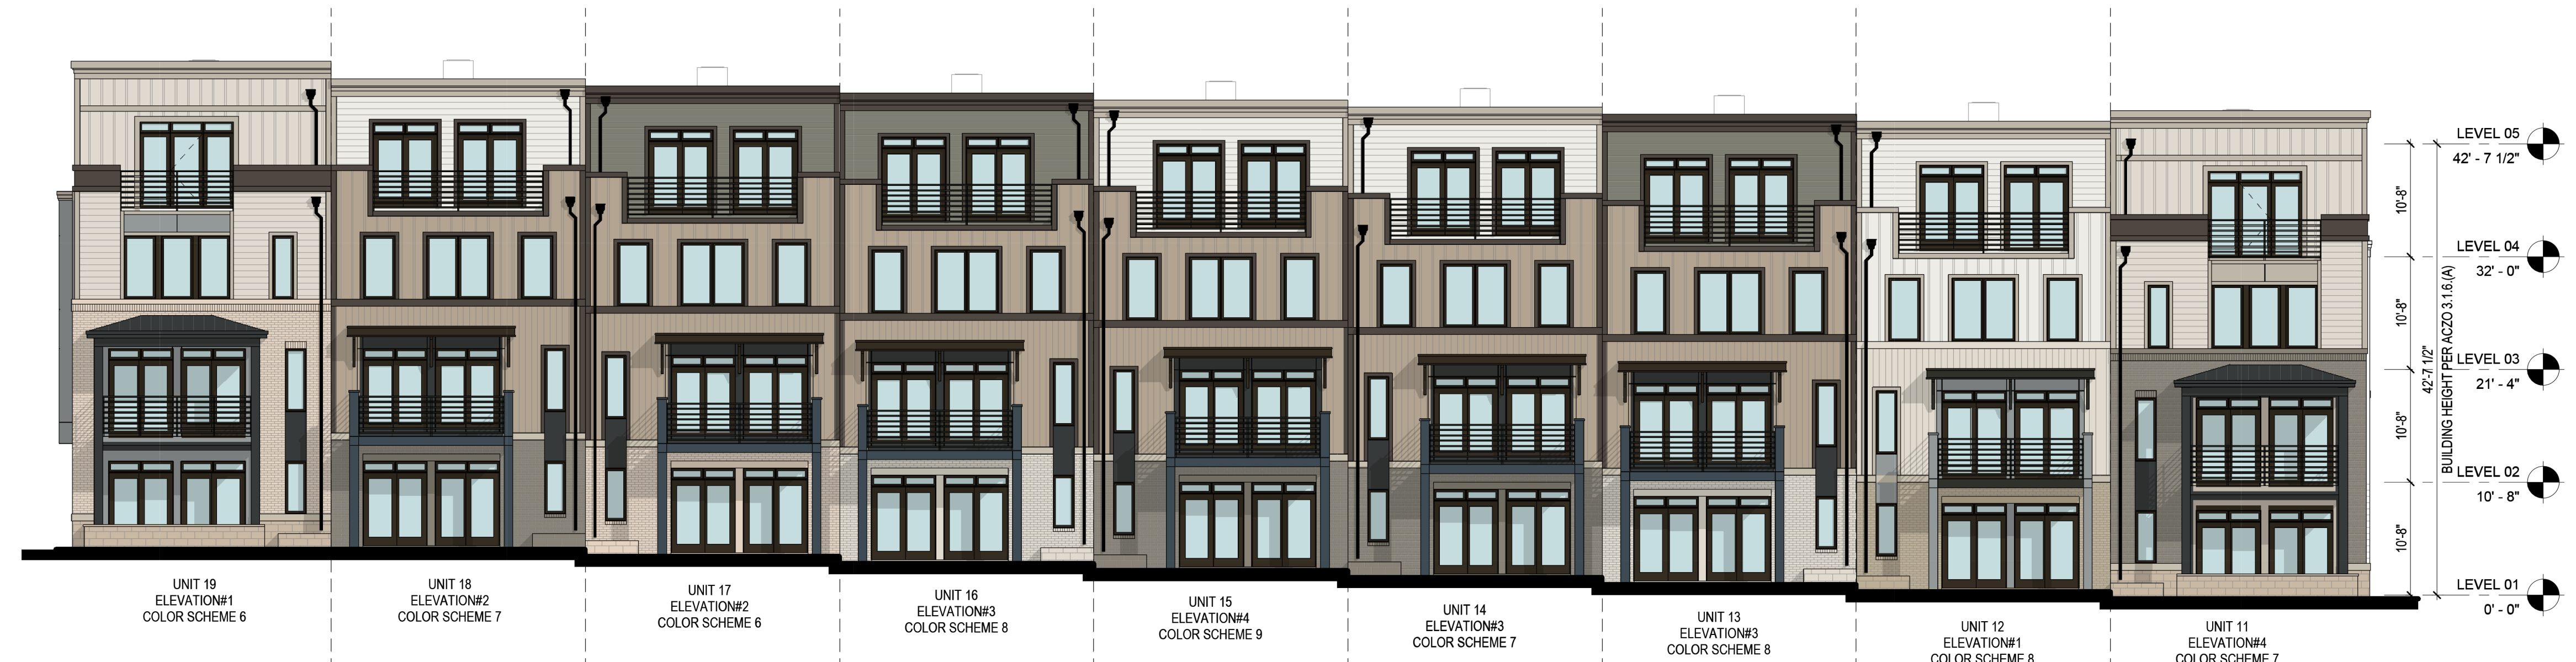 UNIT 19
ELEVATION#1
COLOR SCHEME 6
UNIT 18
ELEVATION#2
COLOR SCHEME 7
UNIT 17
ELEVATION#2
COLOR SCHEME 6
UNIT 16
ELEVATION#3
COLOR SCHEME 8
UNIT 15
ELEVATION#4
COLOR SCHEME 9
UNIT 14
ELEVATION#3
COLOR SCHEME 7
UNIT 13
ELEVATION#3
COLOR SCHEME 8
UNIT 12
ELEVATION#1
COLOR SCHEME 8
UNIT 11
ELEVATION#4
COLOR SCHEME 7
10'-8"
10'-8"
10'-8"
10'-8"
42'-7 1/2"
BUILDING HEIGHT PER ACZO 3.1.6.(A)
LEVEL 05
42' - 7 1/2"
LEVEL 04
32' - 0"
LEVEL 03
21' - 4"
LEVEL 02
10' - 8"
LEVEL 01
0' - 0"